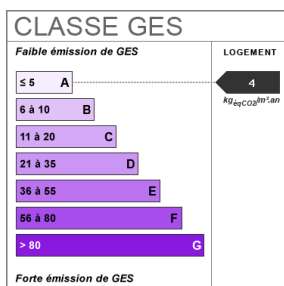 CLASSE GES
Faible émission de GES
LOGEMENT
≤ 5 A
4
kgéqCO2/m².an
6 à 10 B
11 à 20 C
21 à 35 D
36 à 55 E
56 à 80 F
> 80 G
Forte émission de GES